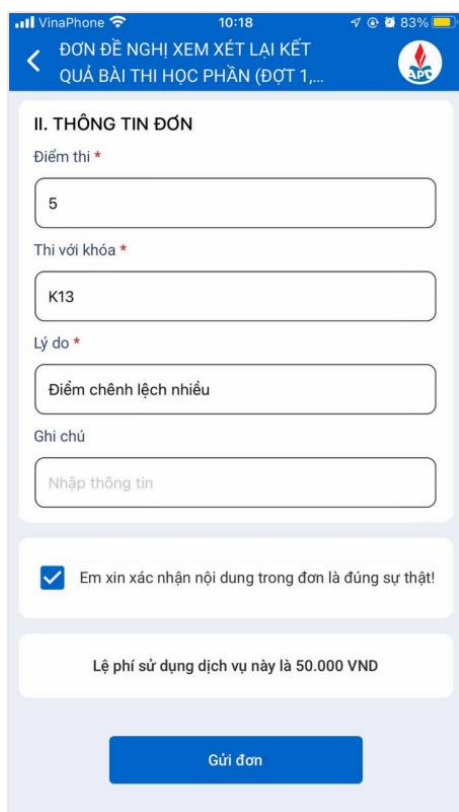 VinaPhone 10:18 83%
ĐƠN ĐỀ NGHỊ XEM XÉT LẠI KẾT
QUẢ BÀI THI HỌC PHẦN (ĐỢT 1,...
APC
II. THÔNG TIN ĐƠN
Điểm thi *
5
Thi với khóa *
K13
Lý do *
Điểm chênh lệch nhiều
Ghi chú
Nhập thông tin
Em xin xác nhận nội dung trong đơn là đúng sự thật!
Lệ phí sử dụng dịch vụ này là 50.000 VND
Gửi đơn